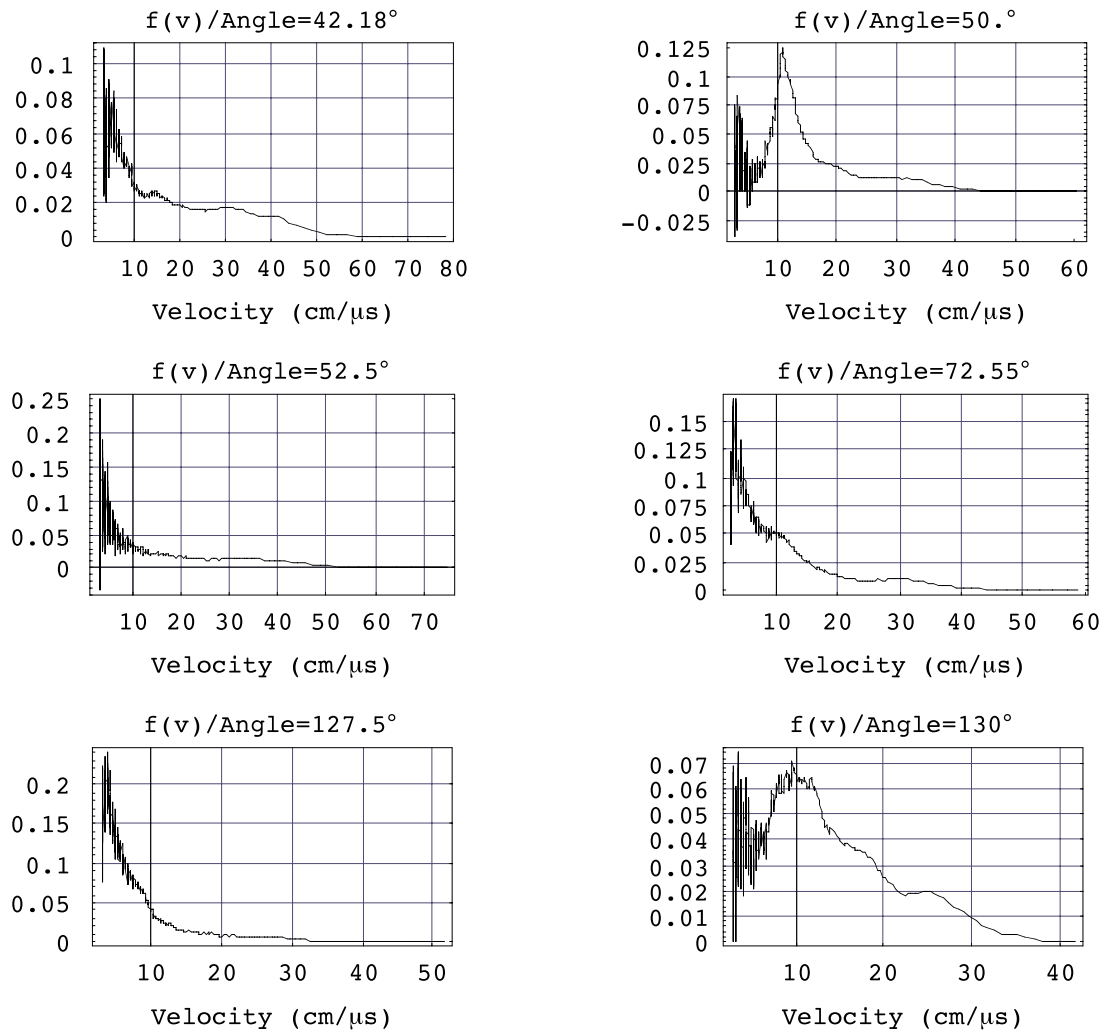 f(v)/Angle=42.18°
0.1
0.08
0.06
0.04
0.02
0
10 20 30 40 50 60 70 80
Velocity (cm/μs)
f(v)/Angle=50.°
0.125
0.1
0.075
0.05
0.025
0
-0.025
10 20 30 40 50 60
Velocity (cm/μs)
f(v)/Angle=52.5°
0.25
0.2
0.15
0.1
0.05
0
10 20 30 40 50 60 70
Velocity (cm/μs)
f(v)/Angle=72.55°
0.15
0.125
0.1
0.075
0.05
0.025
0
10 20 30 40 50 60
Velocity (cm/μs)
f(v)/Angle=127.5°
0.2
0.15
0.1
0.05
0
10 20 30 40 50
Velocity (cm/μs)
f(v)/Angle=130°
0.07
0.06
0.05
0.04
0.03
0.02
0.01
0
10 20 30 40
Velocity (cm/μs)